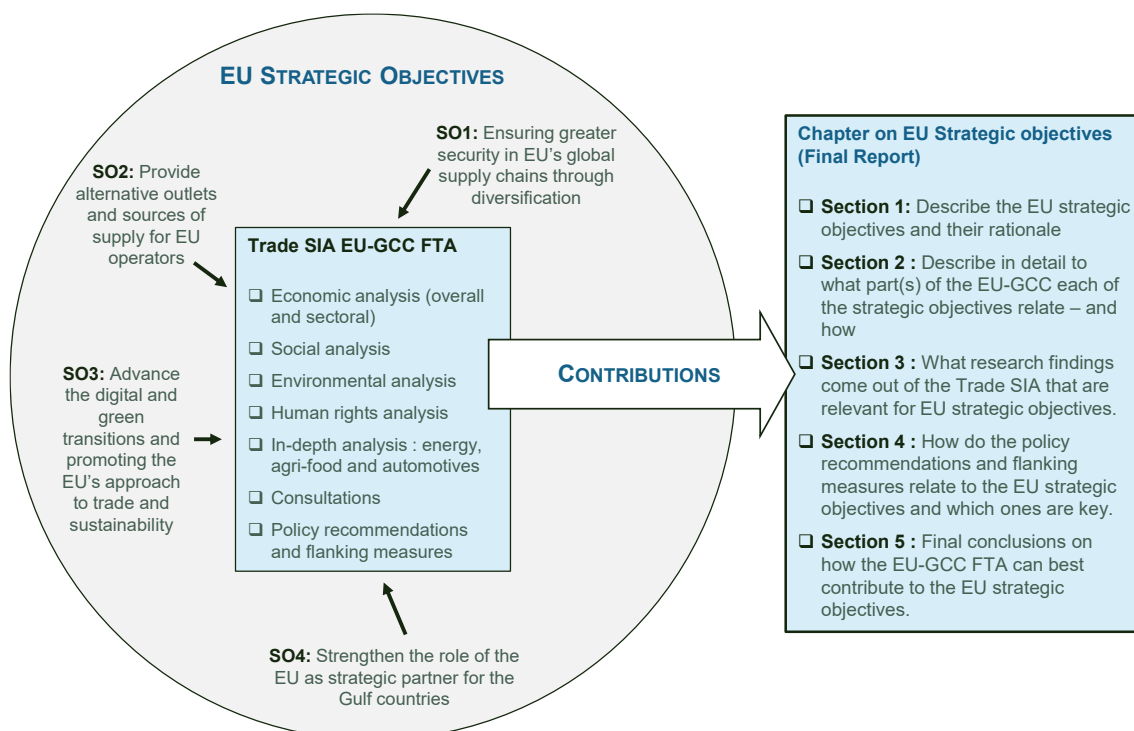 EU STRATEGIC OBJECTIVES
SO1: Ensuring greater
security in EU's global
supply chains through
diversification
SO2: Provide
alternative outlets
and sources of
supply for EU
operators
SO3: Advance
the digital and
green
transitions and
promoting the
EU's approach
to trade and
sustainability
Trade SIA EU-GCC FTA
❑ Economic analysis (overall
and sectoral)
❑ Social analysis
❑ Environmental analysis
❑ Human rights analysis
❑ In-depth analysis : energy,
agri-food and automotives
❑ Consultations
❑ Policy recommendations
and flanking measures
SO4: Strengthen the role of the
EU as strategic partner for the
Gulf countries
CONTRIBUTIONS
Chapter on EU Strategic objectives
(Final Report)
❑ Section 1: Describe the EU strategic
objectives and their rationale
❑ Section 2 : Describe in detail to
what part(s) of the EU-GCC each of
the strategic objectives relate – and
how
❑ Section 3 : What research findings
come out of the Trade SIA that are
relevant for EU strategic objectives.
❑ Section 4 : How do the policy
recommendations and flanking
measures relate to the EU strategic
objectives and which ones are key.
❑ Section 5 : Final conclusions on
how the EU-GCC FTA can best
contribute to the EU strategic
objectives.